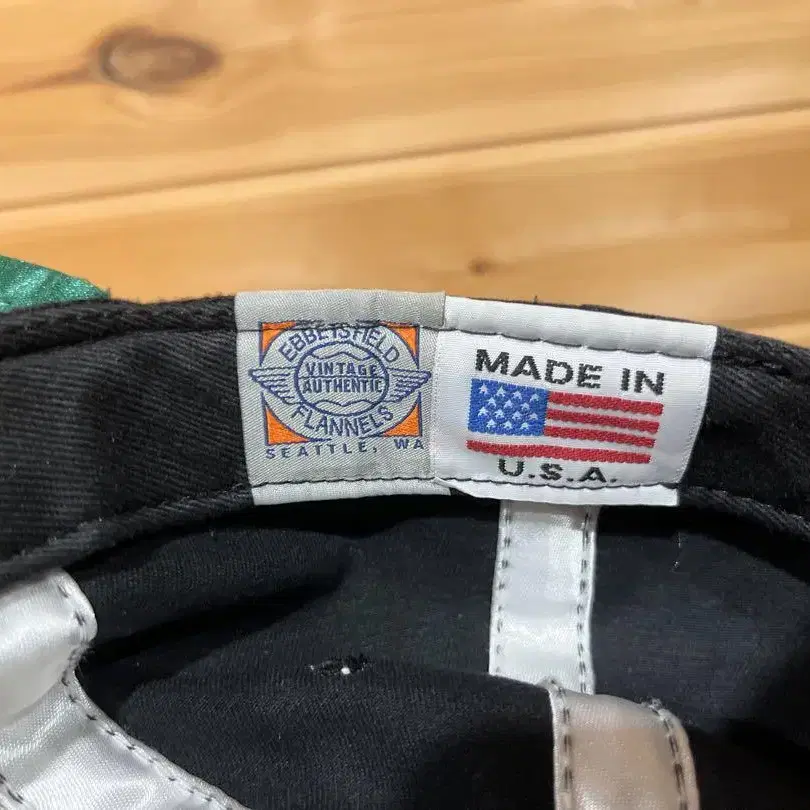 EBBETSFIELD
VINTAGE
AUTHENTIC
FLANNELS
SEATTLE, WA
MADE IN
U.S.A.